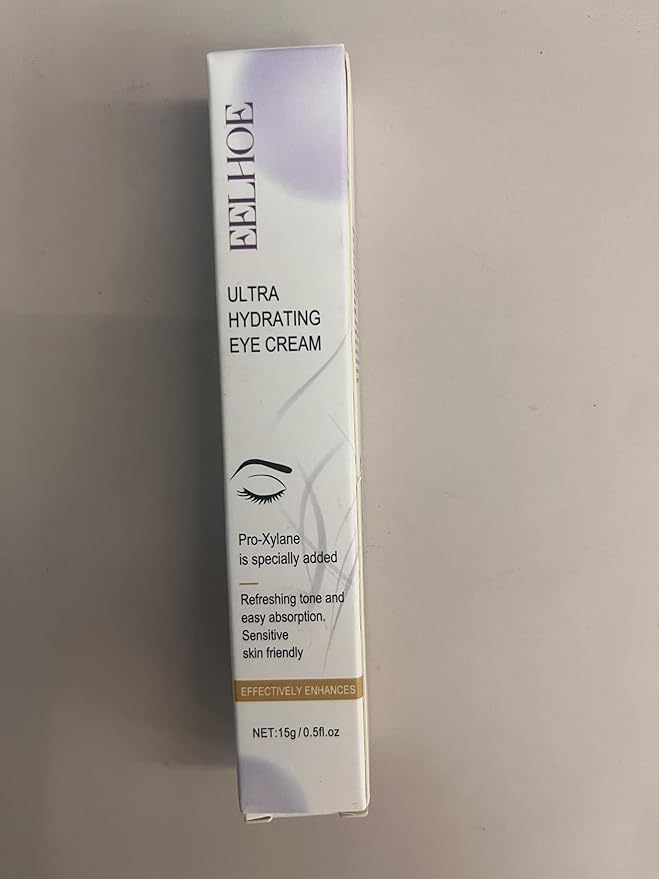 EELHOE
ULTRA
HYDRATING
EYE CREAM
Pro-Xylane
is specially added
Refreshing tone and
easy absorption.
Sensitive
skin friendly
EFFECTIVELY ENHANCES
NET:15g/0.5fl.oz